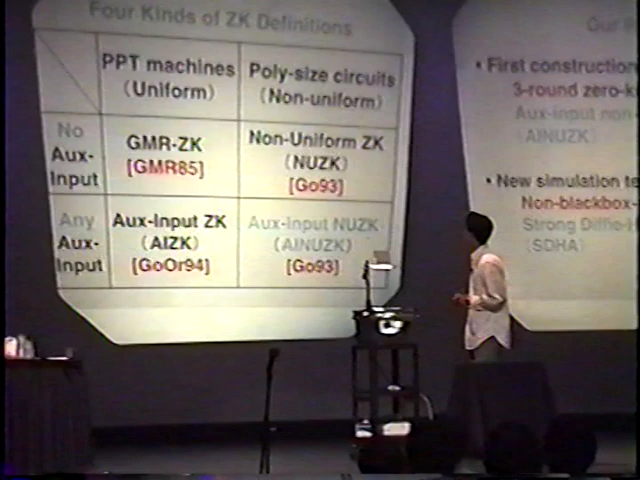 Four Kinds of ZK Definitions
PPT machines
(Uniform)
Poly-size circuits
(Non-uniform)
No
Aux-
Input
GMR-ZK
[GMR85]
Non-Uniform ZK
(NUZK)
[Go93]
Any
Aux-
Input
Aux-Input ZK
(AIZK)
[GoOr94]
Aux-Input NUZK
(AINUZK)
[Go93]
• First construction
3-round zero-k
Aux-input non-
(AINUZK)
• New simulation te
Non-blackbox-
Strong Diffie-H
(SDHA)